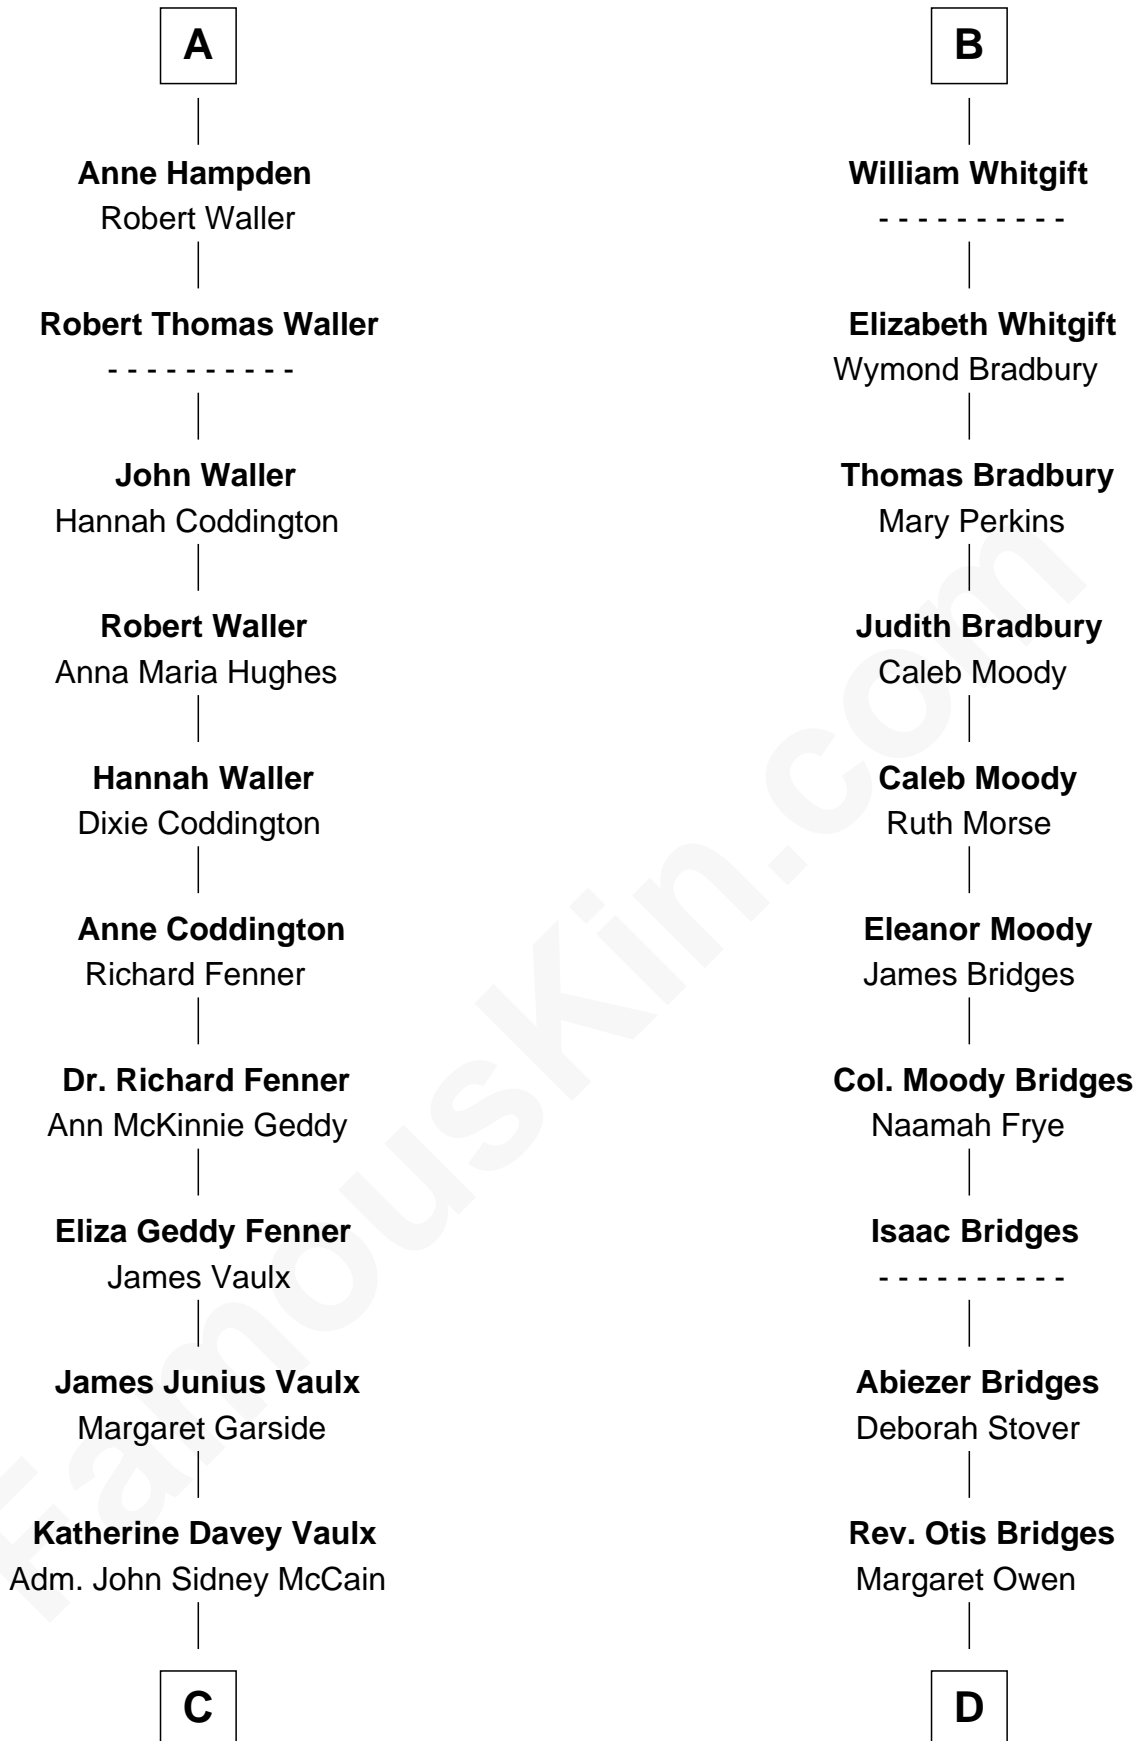 A
Anne Hampden
Robert Waller
Robert Thomas Waller
- - - - - - - - - -
John Waller
Hannah Coddington
Robert Waller
Anna Maria Hughes
Hannah Waller
Dixie Coddington
Anne Coddington
Richard Fenner
Dr. Richard Fenner
Ann McKinnie Geddy
Eliza Geddy Fenner
James Vaulx
James Junius Vaulx
Margaret Garside
Katherine Davey Vaulx
Adm. John Sidney McCain
C
B
William Whitgift
- - - - - - - - - -
Elizabeth Whitgift
Wymond Bradbury
Thomas Bradbury
Mary Perkins
Judith Bradbury
Caleb Moody
Caleb Moody
Ruth Morse
Eleanor Moody
James Bridges
Col. Moody Bridges
Naamah Frye
Isaac Bridges
- - - - - - - - - -
Abiezer Bridges
Deborah Stover
Rev. Otis Bridges
Margaret Owen
D
FamousKin.com